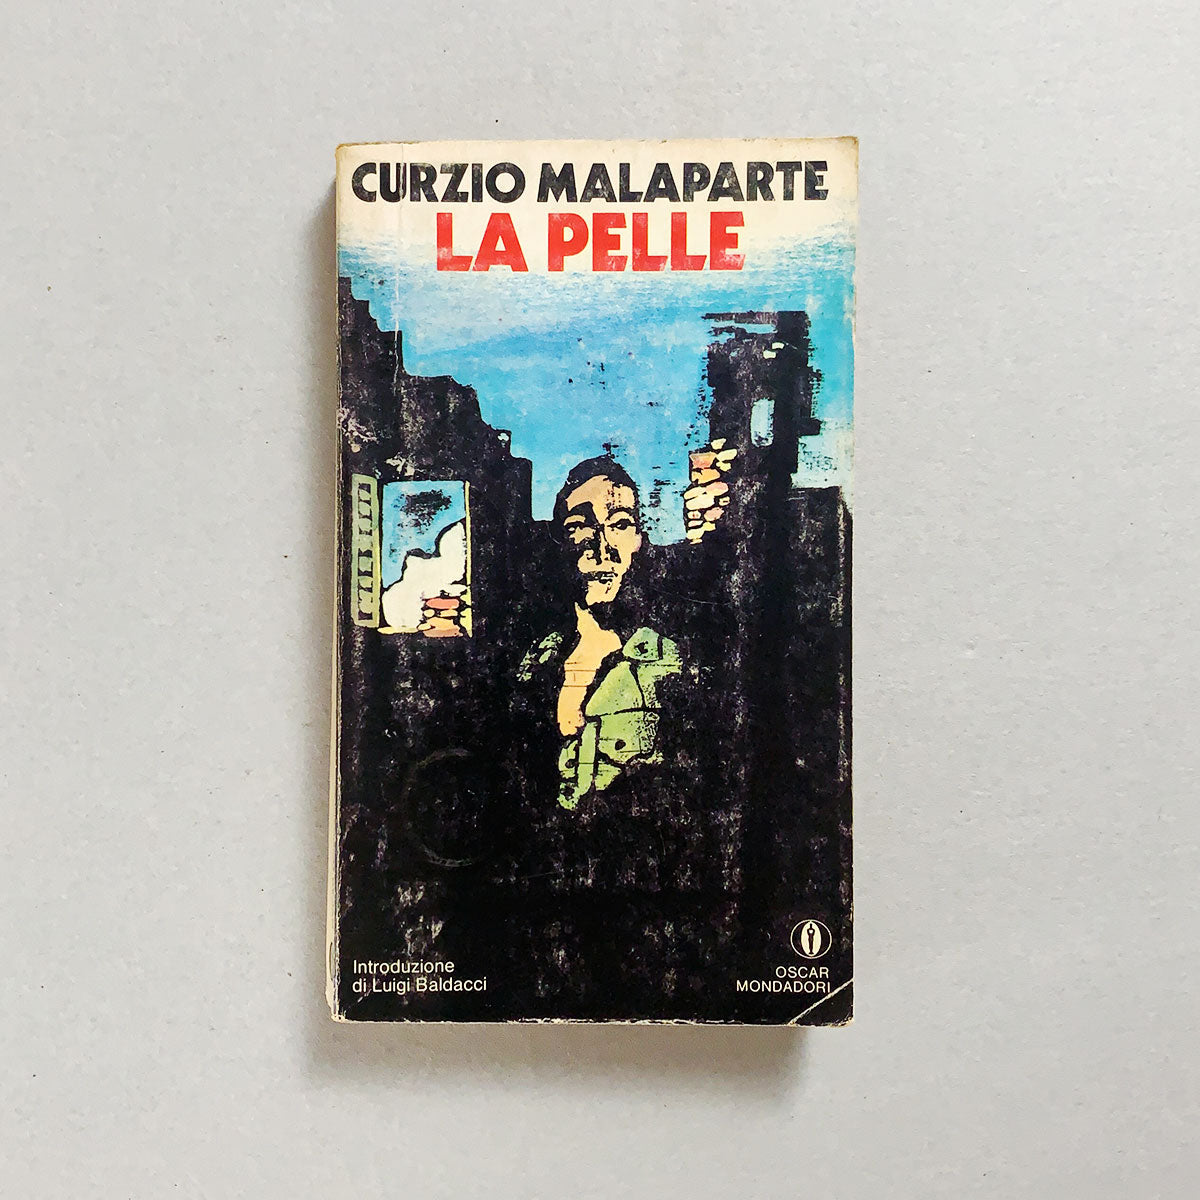 CURZIO MALAPARTE
LA PELLE
Introduzione
di Luigi Baldacci
OSCAR
MONDADORI